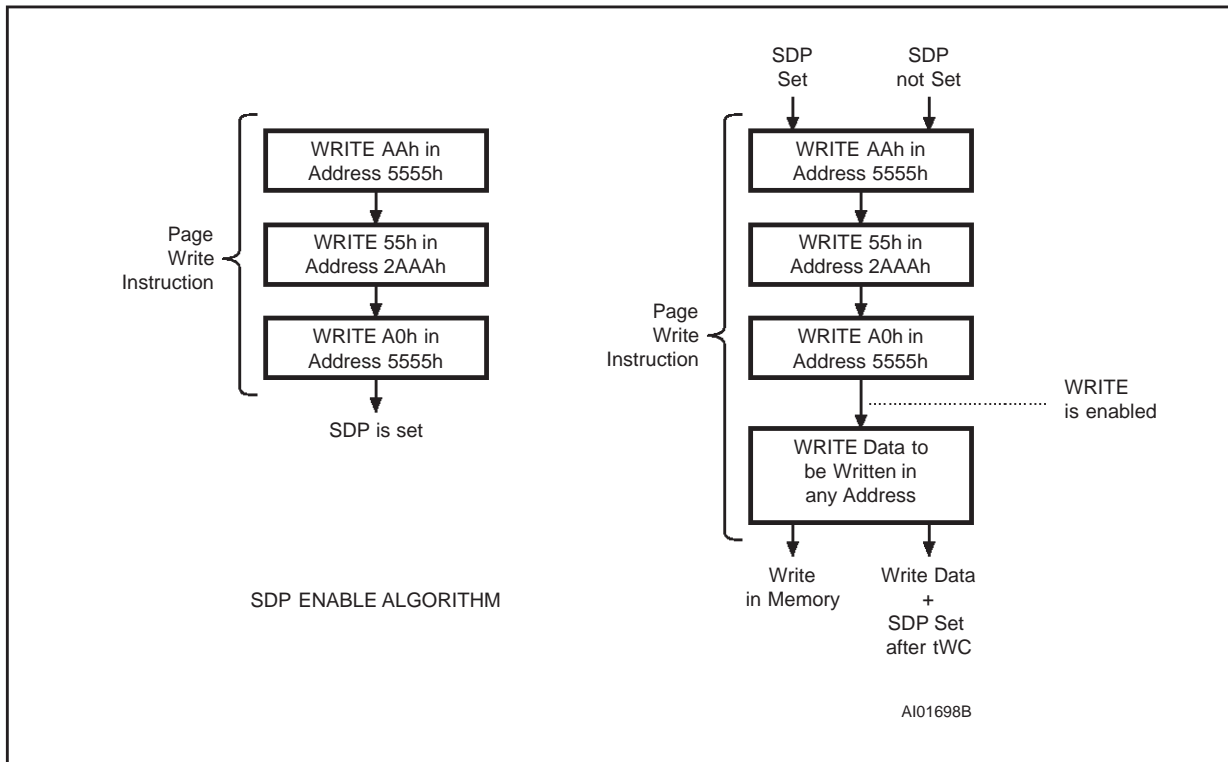 Page
Write
Instruction
WRITE AAh in
Address 5555h
WRITE 55h in
Address 2AAAh
WRITE A0h in
Address 5555h
SDP is set
SDP ENABLE ALGORITHM
SDP
Set
SDP
not Set
Page
Write
Instruction
WRITE AAh in
Address 5555h
WRITE 55h in
Address 2AAAh
WRITE A0h in
Address 5555h
WRITE
is enabled
WRITE Data to
be Written in
any Address
Write
in Memory
Write Data
+
SDP Set
after tWC
AI01698B